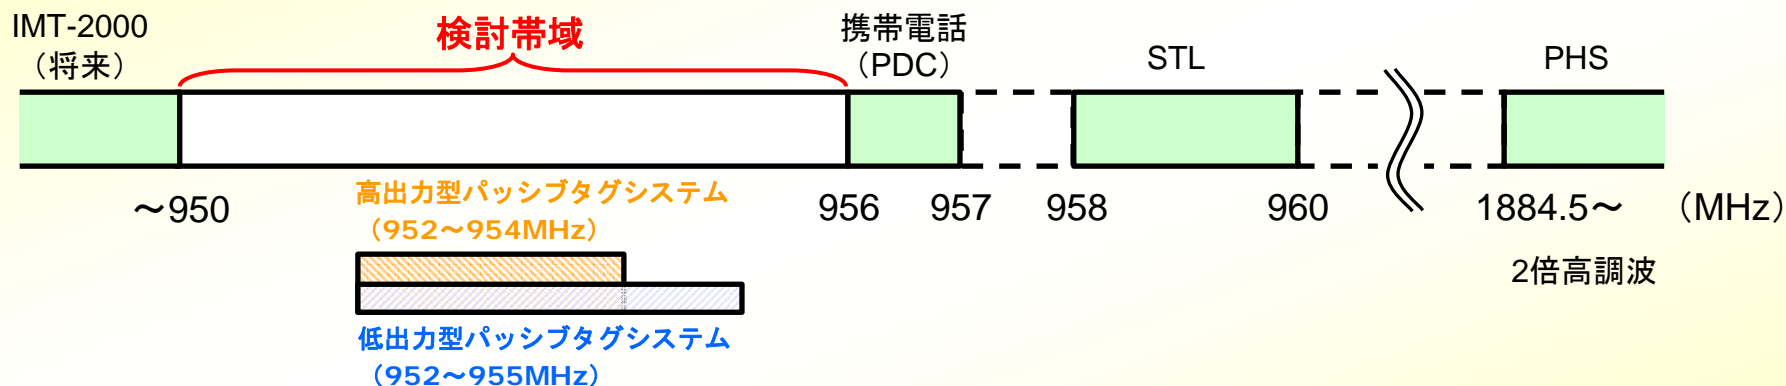 IMT-2000
（将来）
検討帯域
携帯電話
（PDC）
STL
PHS
～950
956
957
958
960
1884.5～
（MHz）
高出力型パッシブタグシステム
（952～954MHz）
2倍高調波
低出力型パッシブタグシステム
（952～955MHz）